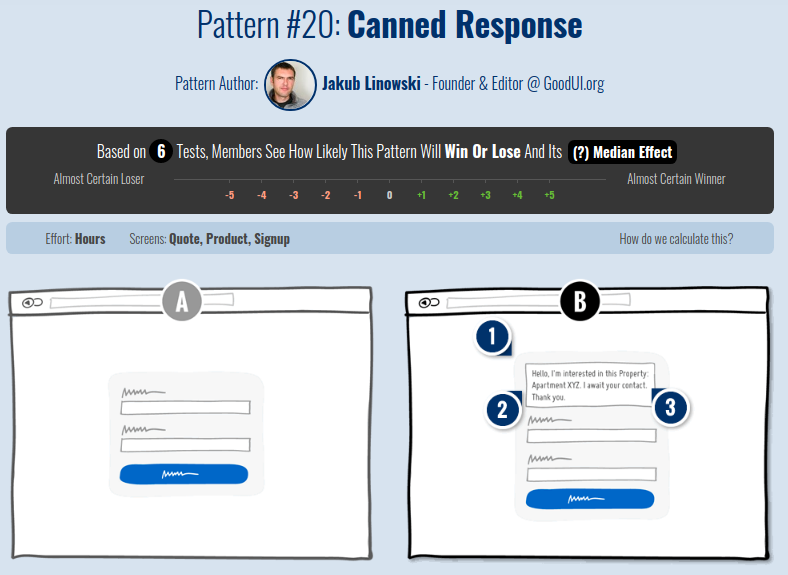 Pattern #20: Canned Response
Pattern Author: Jakub Linowski - Founder & Editor @ GoodUI.org
Based on 6 Tests, Members See How Likely This Pattern Will Win Or Lose And Its (?) Median Effect
Almost Certain Loser
-5 -4 -3 -2 -1 0 +1 +2 +3 +4 +5
Almost Certain Winner
Effort: Hours Screens: Quote, Product, Signup How do we calculate this?
A
B
1
Hello, I'm interested in this Property:
Apartment XYZ. I await your contact.
Thank you.
2
3